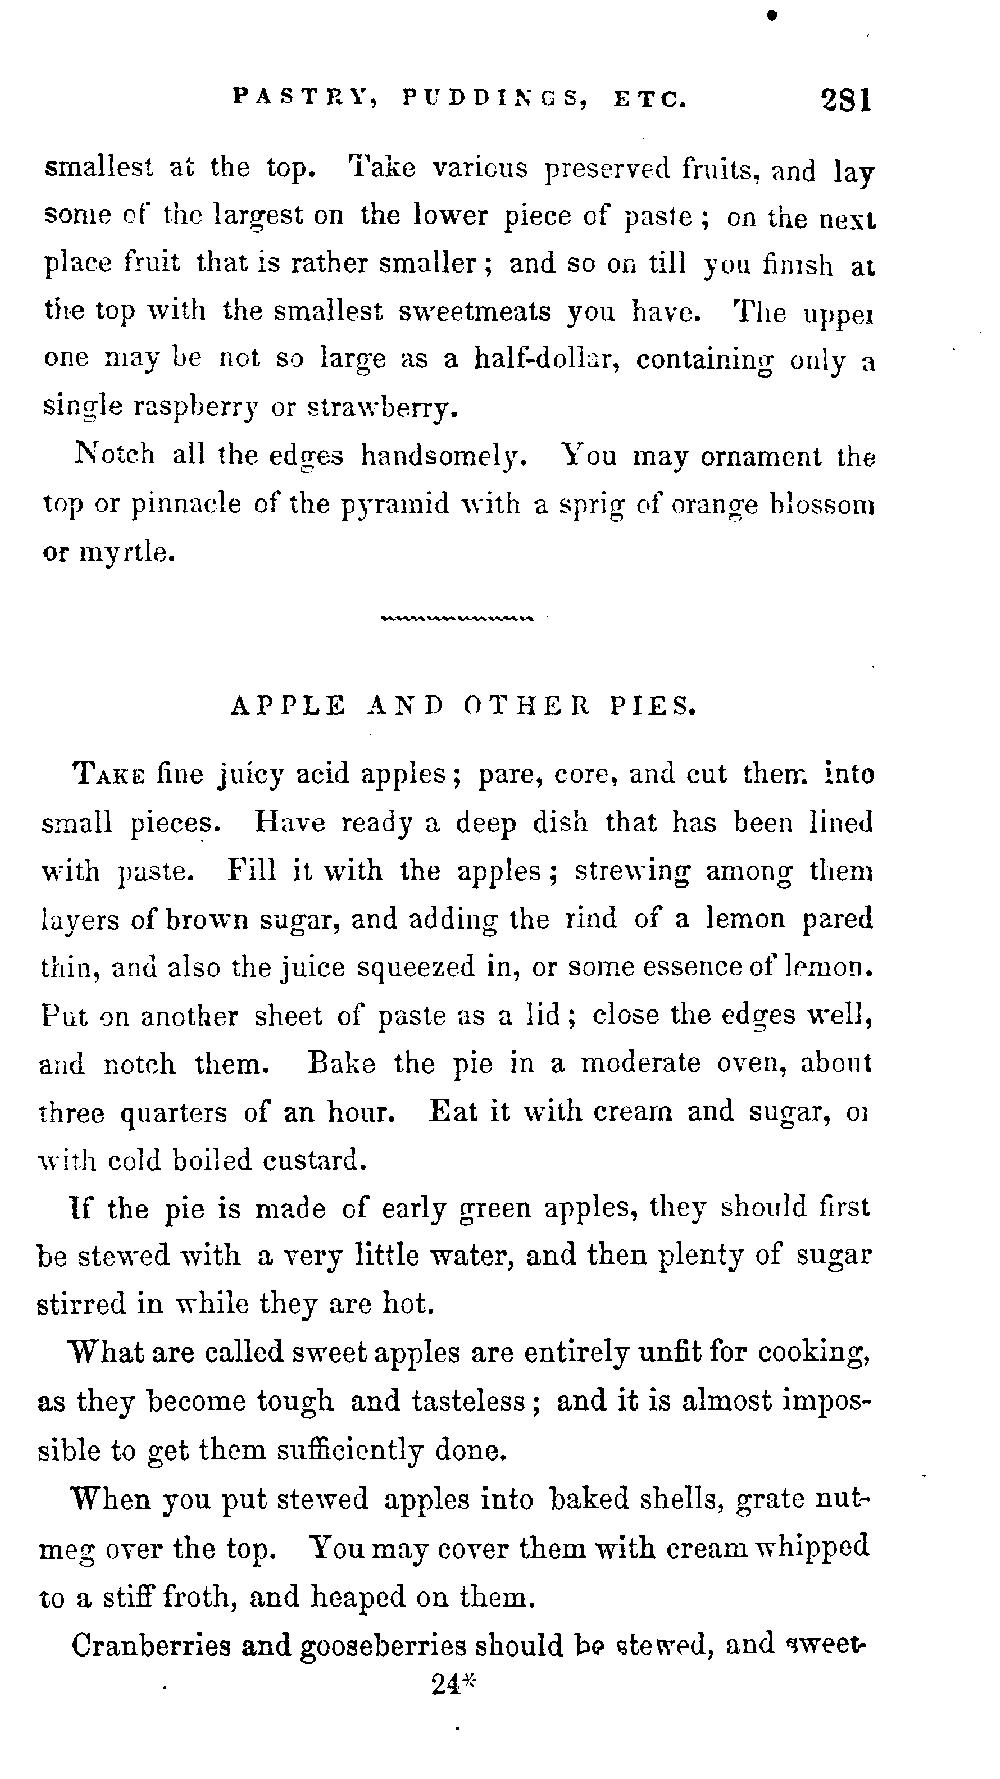 PASTRY, PUDDINGS, ETC. 281
smallest at the top. Take various preserved fruits, and lay
some of the largest on the lower piece of paste; on the next
place fruit that is rather smaller; and so on till you finish at
the top with the smallest sweetmeats you have. The upper
one may be not so large as a half-dollar, containing only a
single raspberry or strawberry.
Notch all the edges handsomely. You may ornament the
top or pinnacle of the pyramid with a sprig of orange blossom
or myrtle.
APPLE AND OTHER PIES.
TAKE fine juicy acid apples; pare, core, and cut them into
small pieces. Have ready a deep dish that has been lined
with paste. Fill it with the apples; strewing among them
layers of brown sugar, and adding the rind of a lemon pared
thin, and also the juice squeezed in, or some essence of lemon.
Put on another sheet of paste as a lid; close the edges well,
and notch them. Bake the pie in a moderate oven, about
three quarters of an hour. Eat it with cream and sugar, or
with cold boiled custard.
If the pie is made of early green apples, they should first
be stewed with a very little water, and then plenty of sugar
stirred in while they are hot.
What are called sweet apples are entirely unfit for cooking,
as they become tough and tasteless; and it is almost impos-
sible to get them sufficiently done.
When you put stewed apples into baked shells, grate nut-
meg over the top. You may cover them with cream whipped
to a stiff froth, and heaped on them.
Cranberries and gooseberries should be stewed, and sweet-
24*